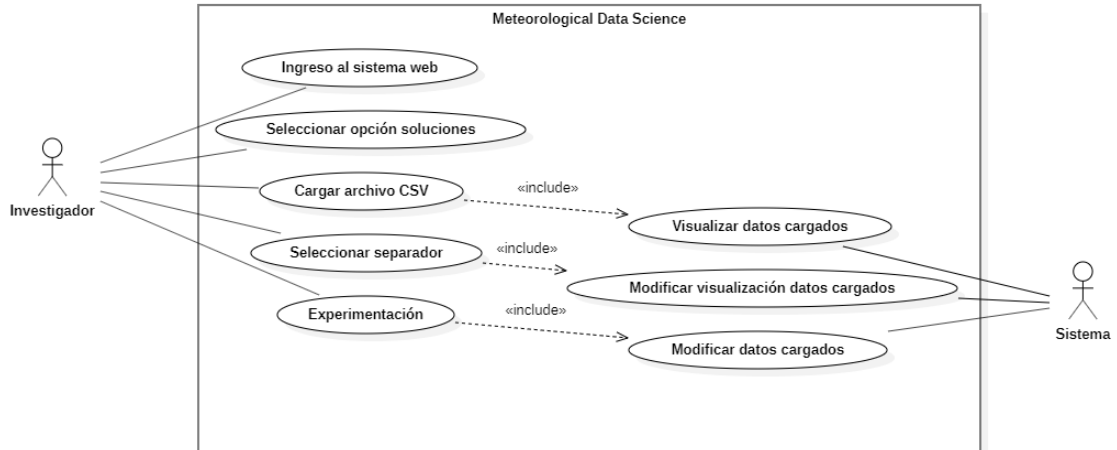 Meteorological Data Science
Ingreso al sistema web
Seleccionar opción soluciones
Cargar archivo CSV
«include»
Investigador
Visualizar datos cargados
Seleccionar separador
«include»
Modificar visualización datos cargados
Experimentación
«include»
Sistema
Modificar datos cargados